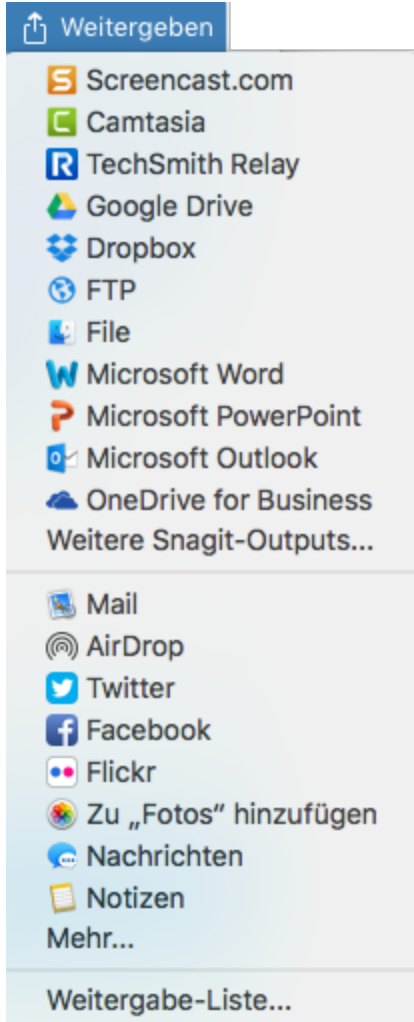 Weitergeben
Screencast.com
Camtasia
TechSmith Relay
Google Drive
Dropbox
FTP
File
Microsoft Word
Microsoft PowerPoint
Microsoft Outlook
OneDrive for Business
Weitere Snagit-Outputs...
Mail
AirDrop
Twitter
Facebook
Flickr
Zu „Fotos“ hinzufügen
Nachrichten
Notizen
Mehr...
Weitergabe-Liste...